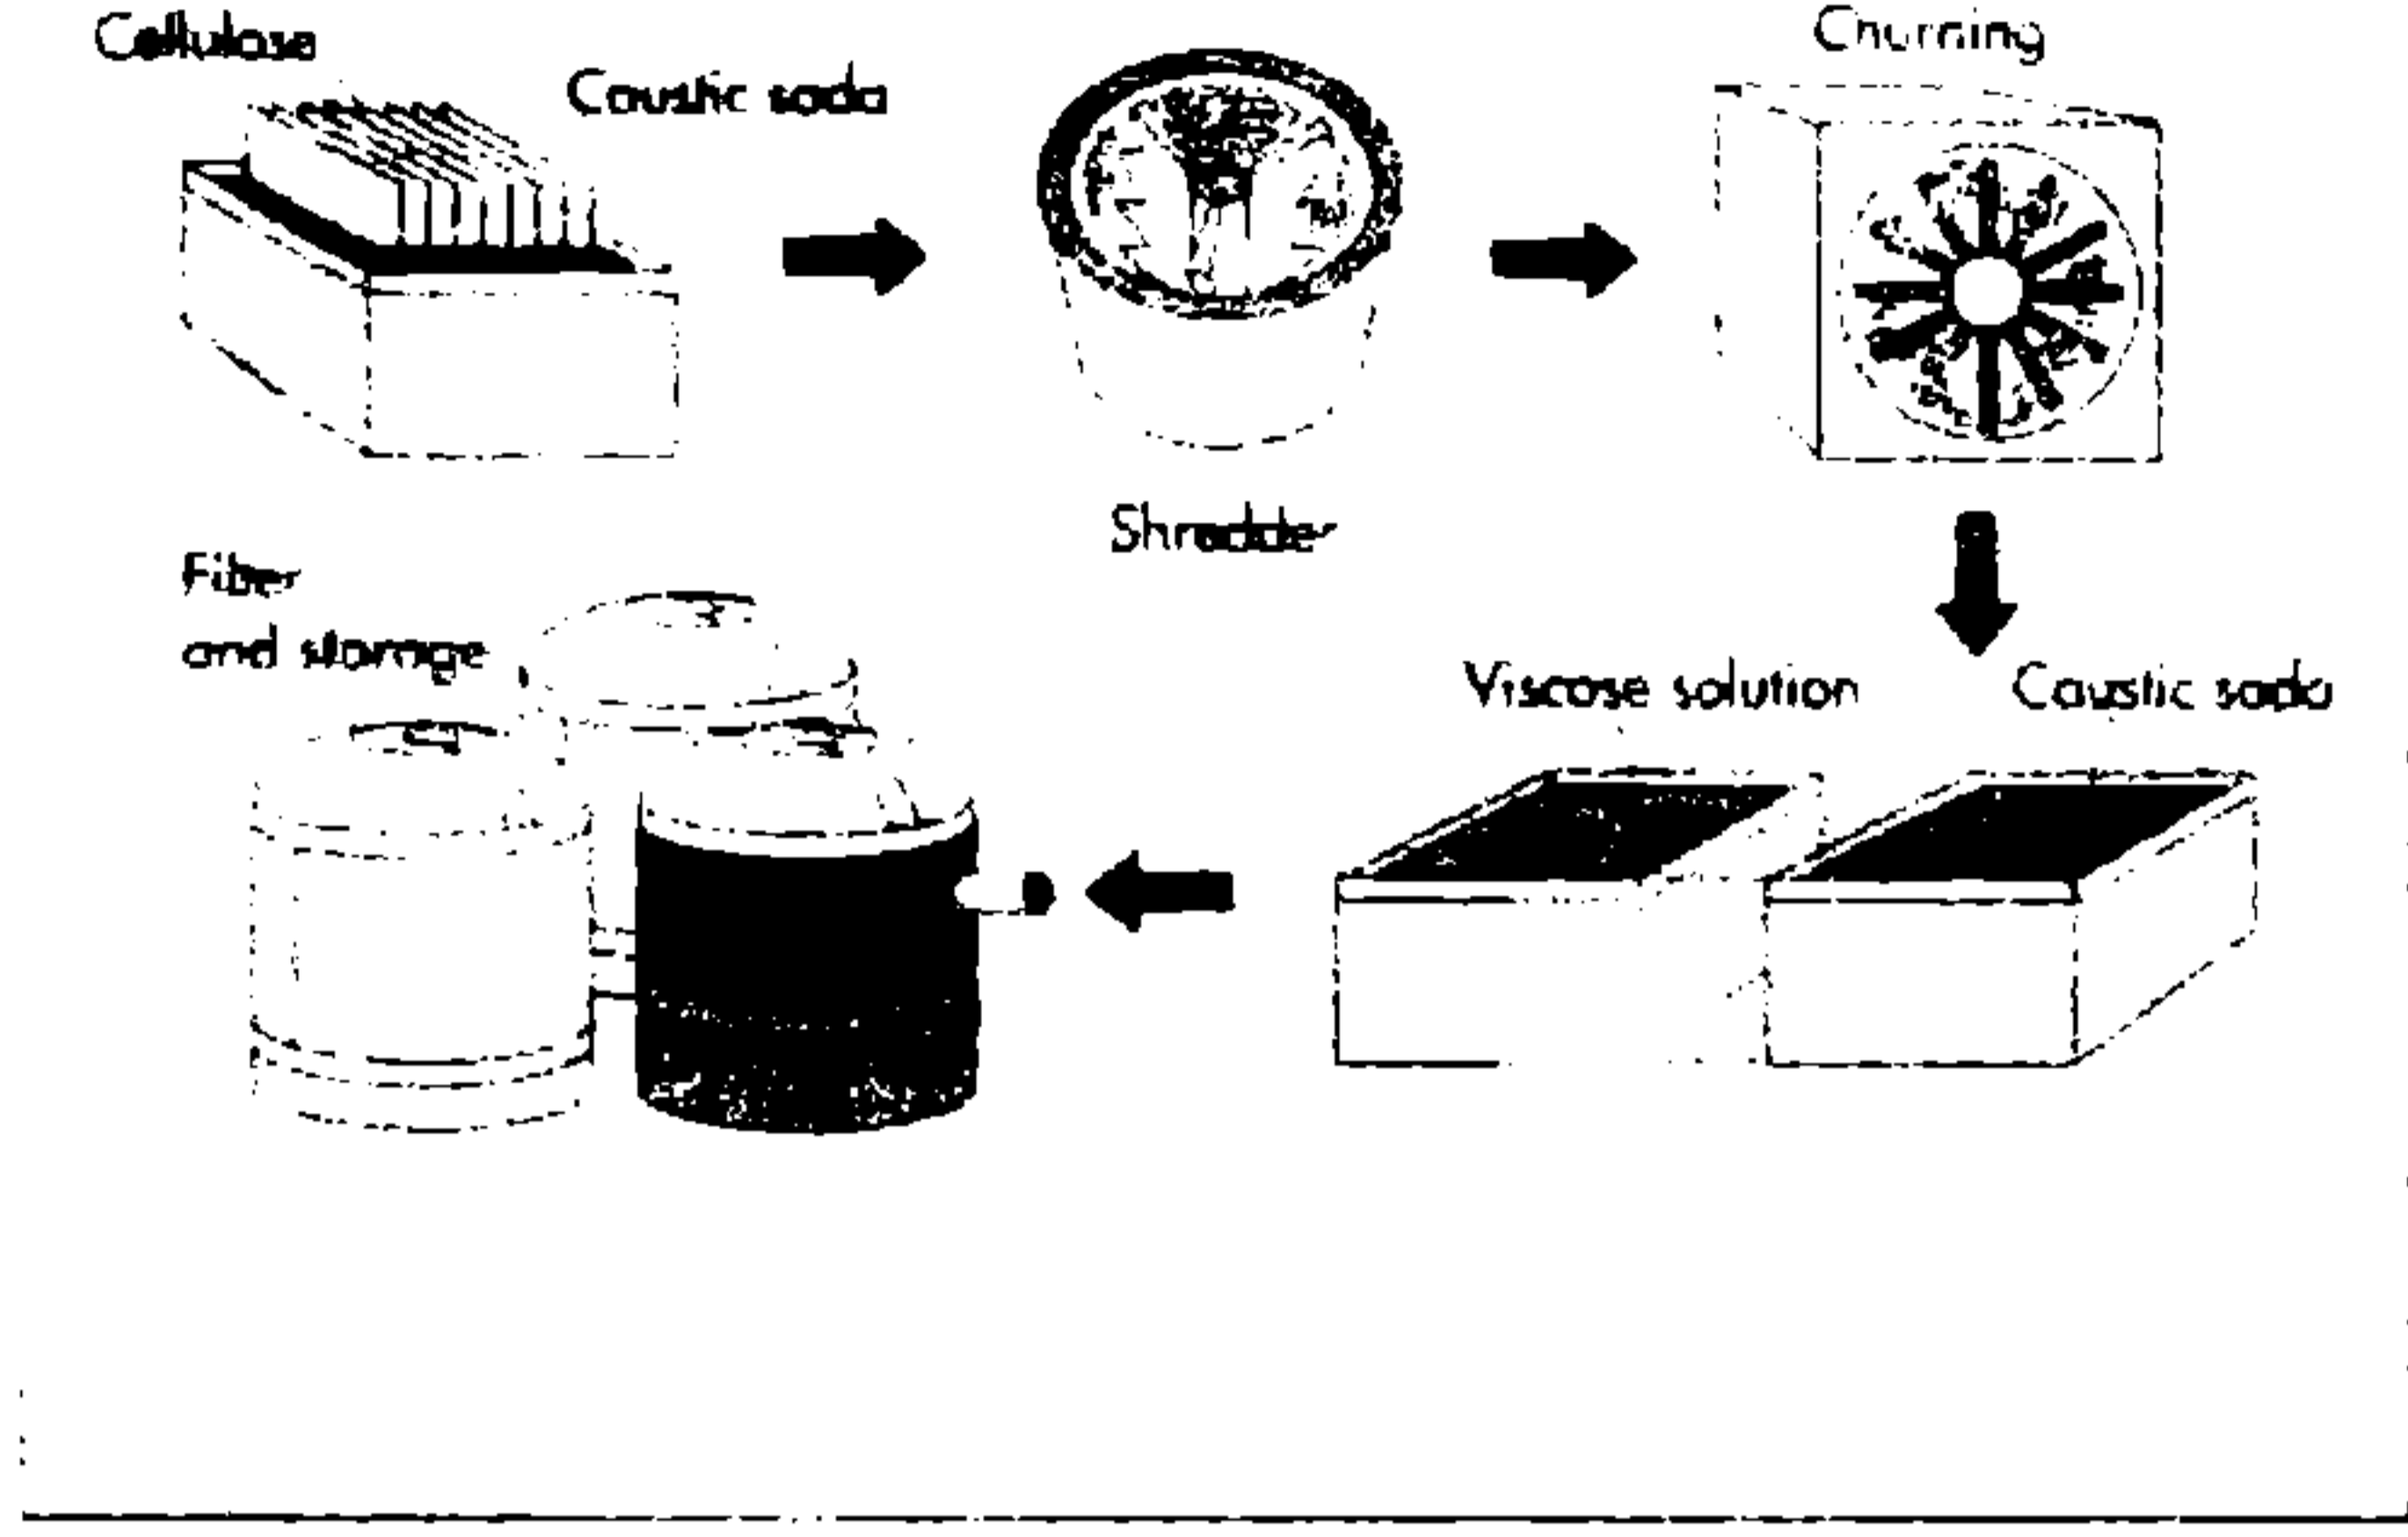 Cellulose
Caustic soda
Churning
Shredder
Fiber
and storage
Viscose solution
Caustic soda